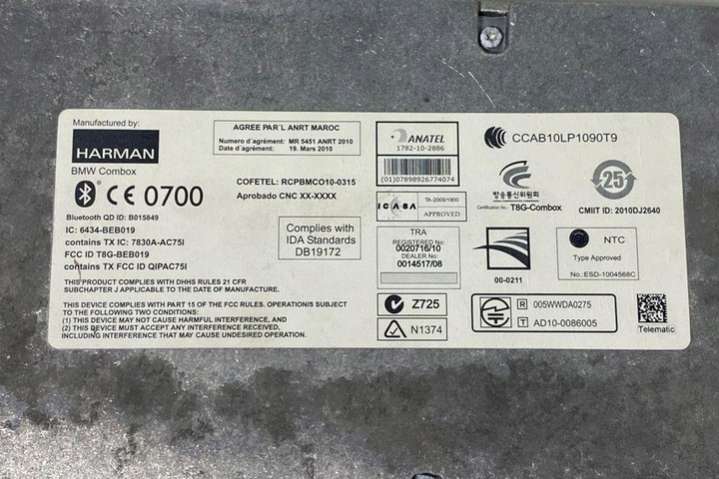 Manufactured by:
HARMAN
BMW Combox
CE 0700
Bluetooth QD ID: B015849
IC: 6434-BEB019
contains TX IC: 7830A-AC75I
FCC ID T8G-BEB019
contains TX FCC ID QIPAC75I
AGREE PAR'L ANRT MAROC
Numero d'agrément: MR 5451 ANRT 2010
Date d'agrément: 19. Mars 2010
COFETEL: RCPBMCO10-0315
Aprobado CNC XX-XXXX
Complies with
IDA Standards
DB19172
COMPLIES WITH DHHS RULES 21 CFR
SUBCHAPTER J APPLICABLE TO THE DATE OF MANUFACTURE.
THIS DEVICE COMPLIES WITH PART 15 OF THE FCC RULES. OPERATIONIS SUBJECT
TO THE FOLLOWING TWO CONDITIONS:
(1) THIS DEVICE MAY NOT CAUSE HARMFUL INTERFERENCE, AND
(2) THIS DEVICE MUST ACCEPT ANY INTERFERENCE RECEIVED,
INCLUDING INTERFERENCE THAT MAY CAUSE UNDESIRED OPERATION.
ANATEL
1782-10-2886
(01)07898926774074
ICASA
TA-2009/1900
APPROVED
TRA
REGISTERED No:
0020716/10
DEALER No:
0014517/08
Z725
N1374
CCAB10LP1090T9
방송통신위원회
Certification No.: T8G-Combox
25
CMIIT ID: 2010DJ2640
00-0211
NTC
Type Approved
No.: ESD-1004568C
R 005WWDA0275
T AD10-0086005
Telematic